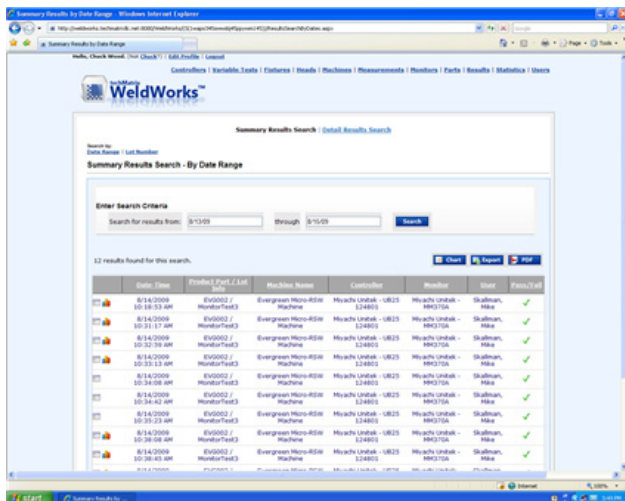 Summary Results by Date Range - Windows Internet Explorer
Summary Results by Date Range
Page
Tools
Hello, Chuck Wood. (Not Chuck?) | Edit Profile | Logout
Controllers | Variable Tests | Fixtures | Heads | Machines | Measurements | Monitors | Parts | Results | Statistics | Users
WeldWorks™
Summary Results Search | Detail Results Search
Search by:
Date Range | Lot Number
Summary Results Search - By Date Range
Enter Search Criteria
Search for results from: 8/13/09 through 8/15/09 Search
12 results found for this search.
Chart Export PDF
Date/Time Product Part / Lot Info Machine Name Controller Monitor User Pass/Fail
8/14/2009 EVG002 / Evergreen Micro-RSW Miyachi Unitek - UB25 Miyachi Unitek - Skallman,
10:18:53 AM MonitorTest3 Machine 124801 MM370A Mike
8/14/2009 EVG002 / Evergreen Micro-RSW Miyachi Unitek - UB25 Miyachi Unitek - Skallman,
10:31:17 AM MonitorTest3 Machine 124801 MM370A Mike
8/14/2009 EVG002 / Evergreen Micro-RSW Miyachi Unitek - UB25 Miyachi Unitek - Skallman,
10:32:59 AM MonitorTest3 Machine 124801 MM370A Mike
8/14/2009 EVG002 / Evergreen Micro-RSW Miyachi Unitek - UB25 Miyachi Unitek - Skallman,
10:33:13 AM MonitorTest3 Machine 124801 MM370A Mike
8/14/2009 EVG002 / Evergreen Micro-RSW Miyachi Unitek - UB25 Miyachi Unitek - Skallman,
10:34:08 AM MonitorTest3 Machine 124801 MM370A Mike
8/14/2009 EVG002 / Evergreen Micro-RSW Miyachi Unitek - UB25 Miyachi Unitek - Skallman,
10:34:42 AM MonitorTest3 Machine 124801 MM370A Mike
8/14/2009 EVG002 / Evergreen Micro-RSW Miyachi Unitek - UB25 Miyachi Unitek - Skallman,
10:35:23 AM MonitorTest3 Machine 124801 MM370A Mike
8/14/2009 EVG002 / Evergreen Micro-RSW Miyachi Unitek - UB25 Miyachi Unitek - Skallman,
10:38:08 AM MonitorTest3 Machine 124801 MM370A Mike
8/14/2009 EVG002 / Evergreen Micro-RSW Miyachi Unitek - UB25 Miyachi Unitek - Skallman,
10:38:45 AM MonitorTest3 Machine 124801 MM370A Mike
Internet 100%
start Summary Results by ...